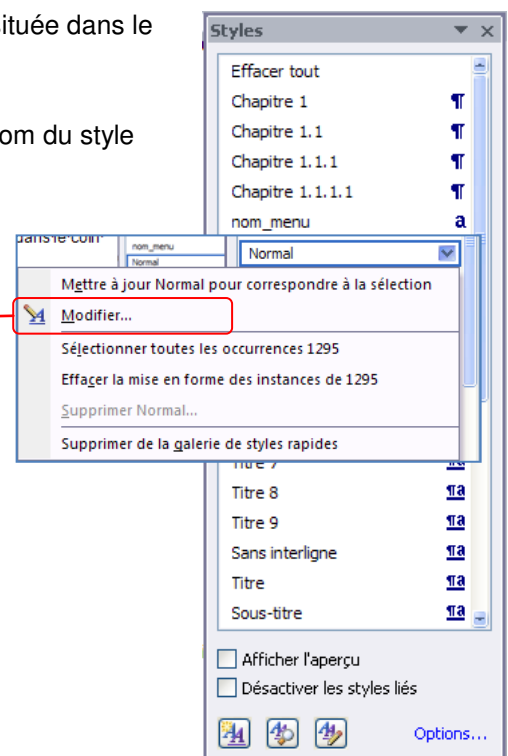 située dans le
om du style
Styles
Effacer tout
Chapitre 1
Chapitre 1.1
Chapitre 1.1.1
Chapitre 1.1.1.1
nom_menu
nom_menu
Normal
Normal
Mettre à jour Normal pour correspondre à la sélection
Modifier...
Sélectionner toutes les occurrences 1295
Effacer la mise en forme des instances de 1295
Supprimer Normal...
Supprimer de la galerie de styles rapides
Titre 7
Titre 8
Titre 9
Sans interligne
Titre
Sous-titre
Afficher l'aperçu
Désactiver les styles liés
Options...